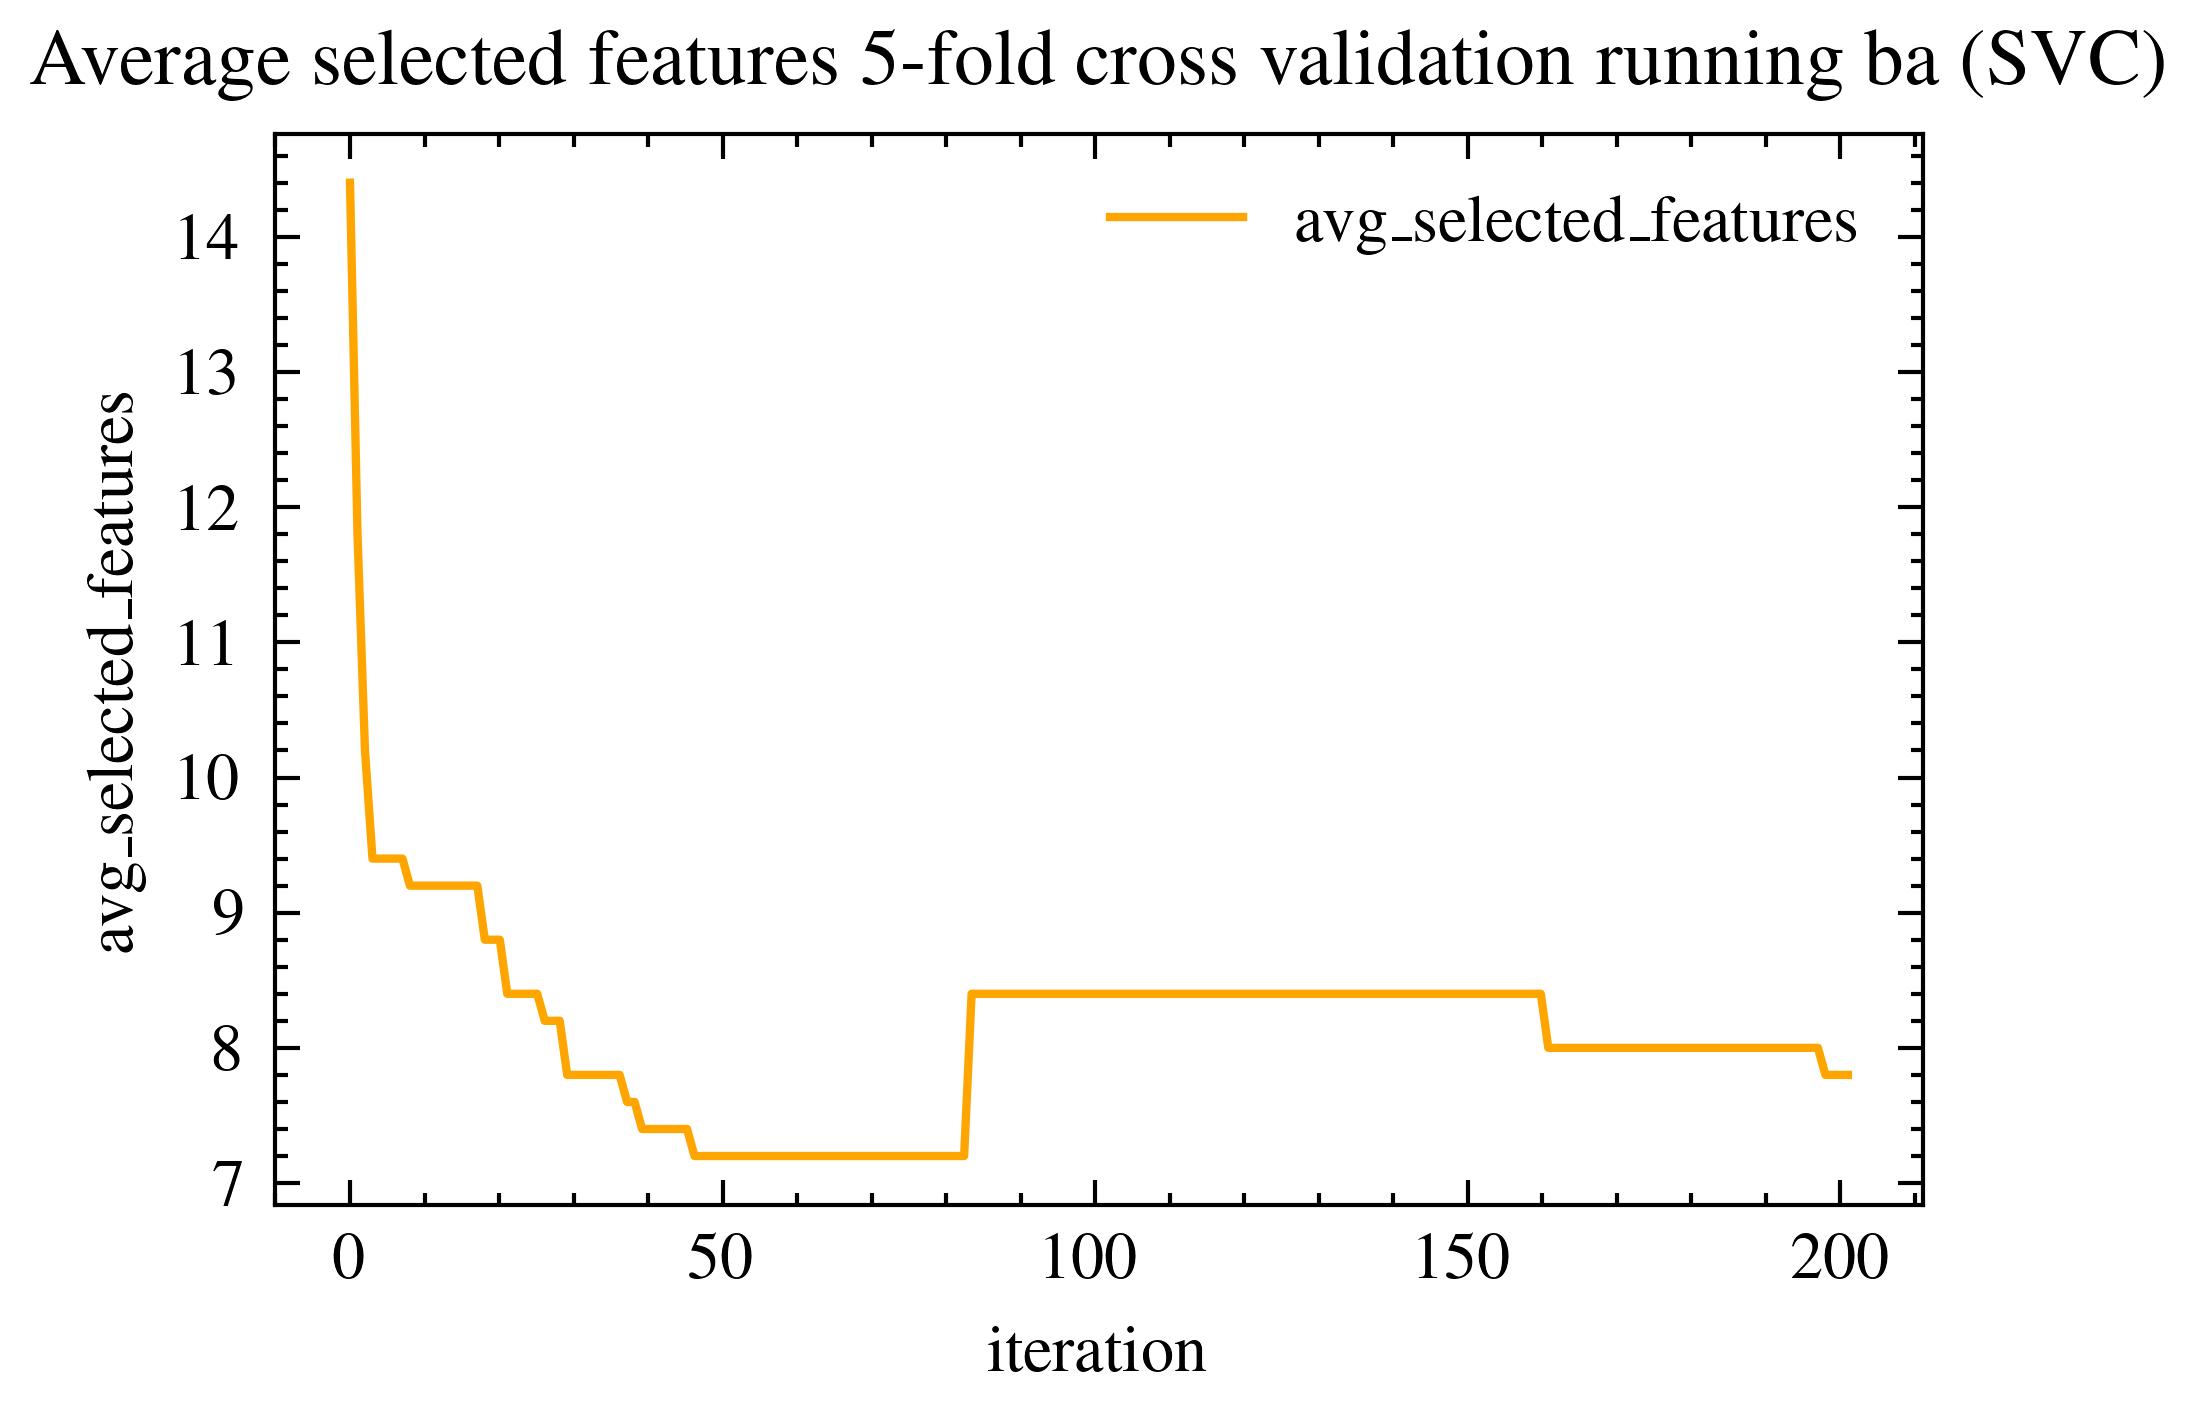 Average selected features 5-fold cross validation running ba (SVC)
avg_selected_features
avg_selected_features
14
13
12
11
10
9
8
7
0 50 100 150 200
iteration